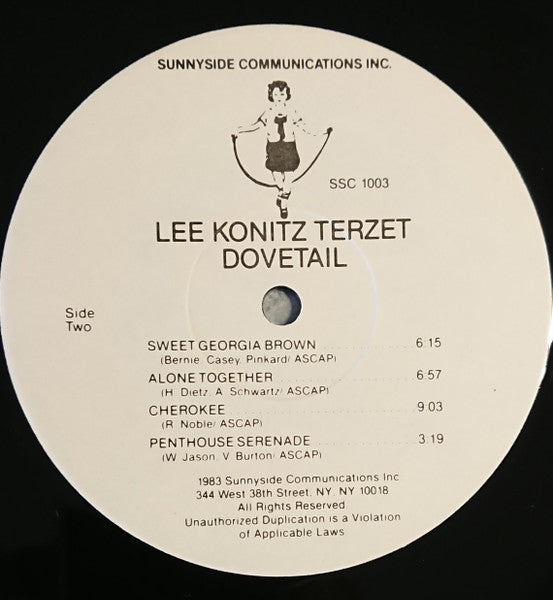 SUNNYSIDE COMMUNICATIONS INC.
SSC 1003
LEE KONITZ TERZET
DOVETAIL
Side
Two
SWEET GEORGIA BROWN 6:15
(Bernie, Casey, Pinkard/ ASCAP)
ALONE TOGETHER 6:57
(H. Dietz, A. Schwartz/ ASCAP)
CHEROKEE 9:03
(R. Noble/ ASCAP)
PENTHOUSE SERENADE 3:19
(W. Jason, V. Burton/ ASCAP)
1983 Sunnyside Communications Inc
344 West 38th Street, NY, NY 10018
All Rights Reserved
Unauthorized Duplication is a Violation
of Applicable Laws